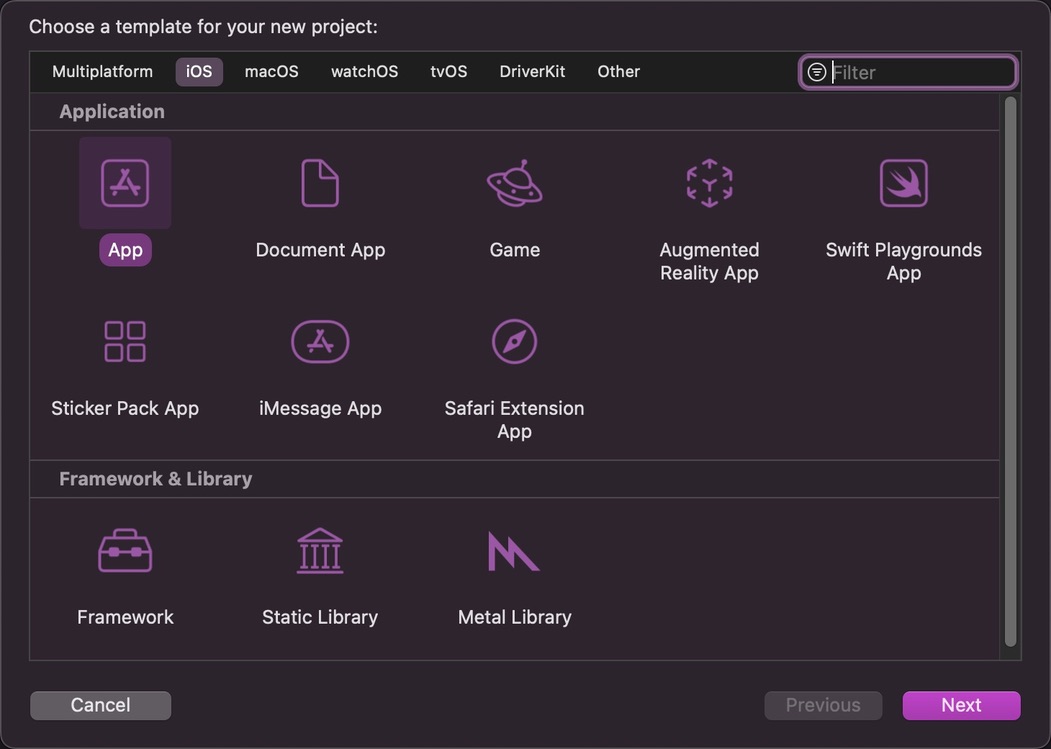 Choose a template for your new project:
Multiplatform iOS macOS watchOS tvOS DriverKit Other Filter
Application
App Document App Game Augmented Reality App Swift Playgrounds App
Sticker Pack App iMessage App Safari Extension App
Framework & Library
Framework Static Library Metal Library
Cancel Previous Next